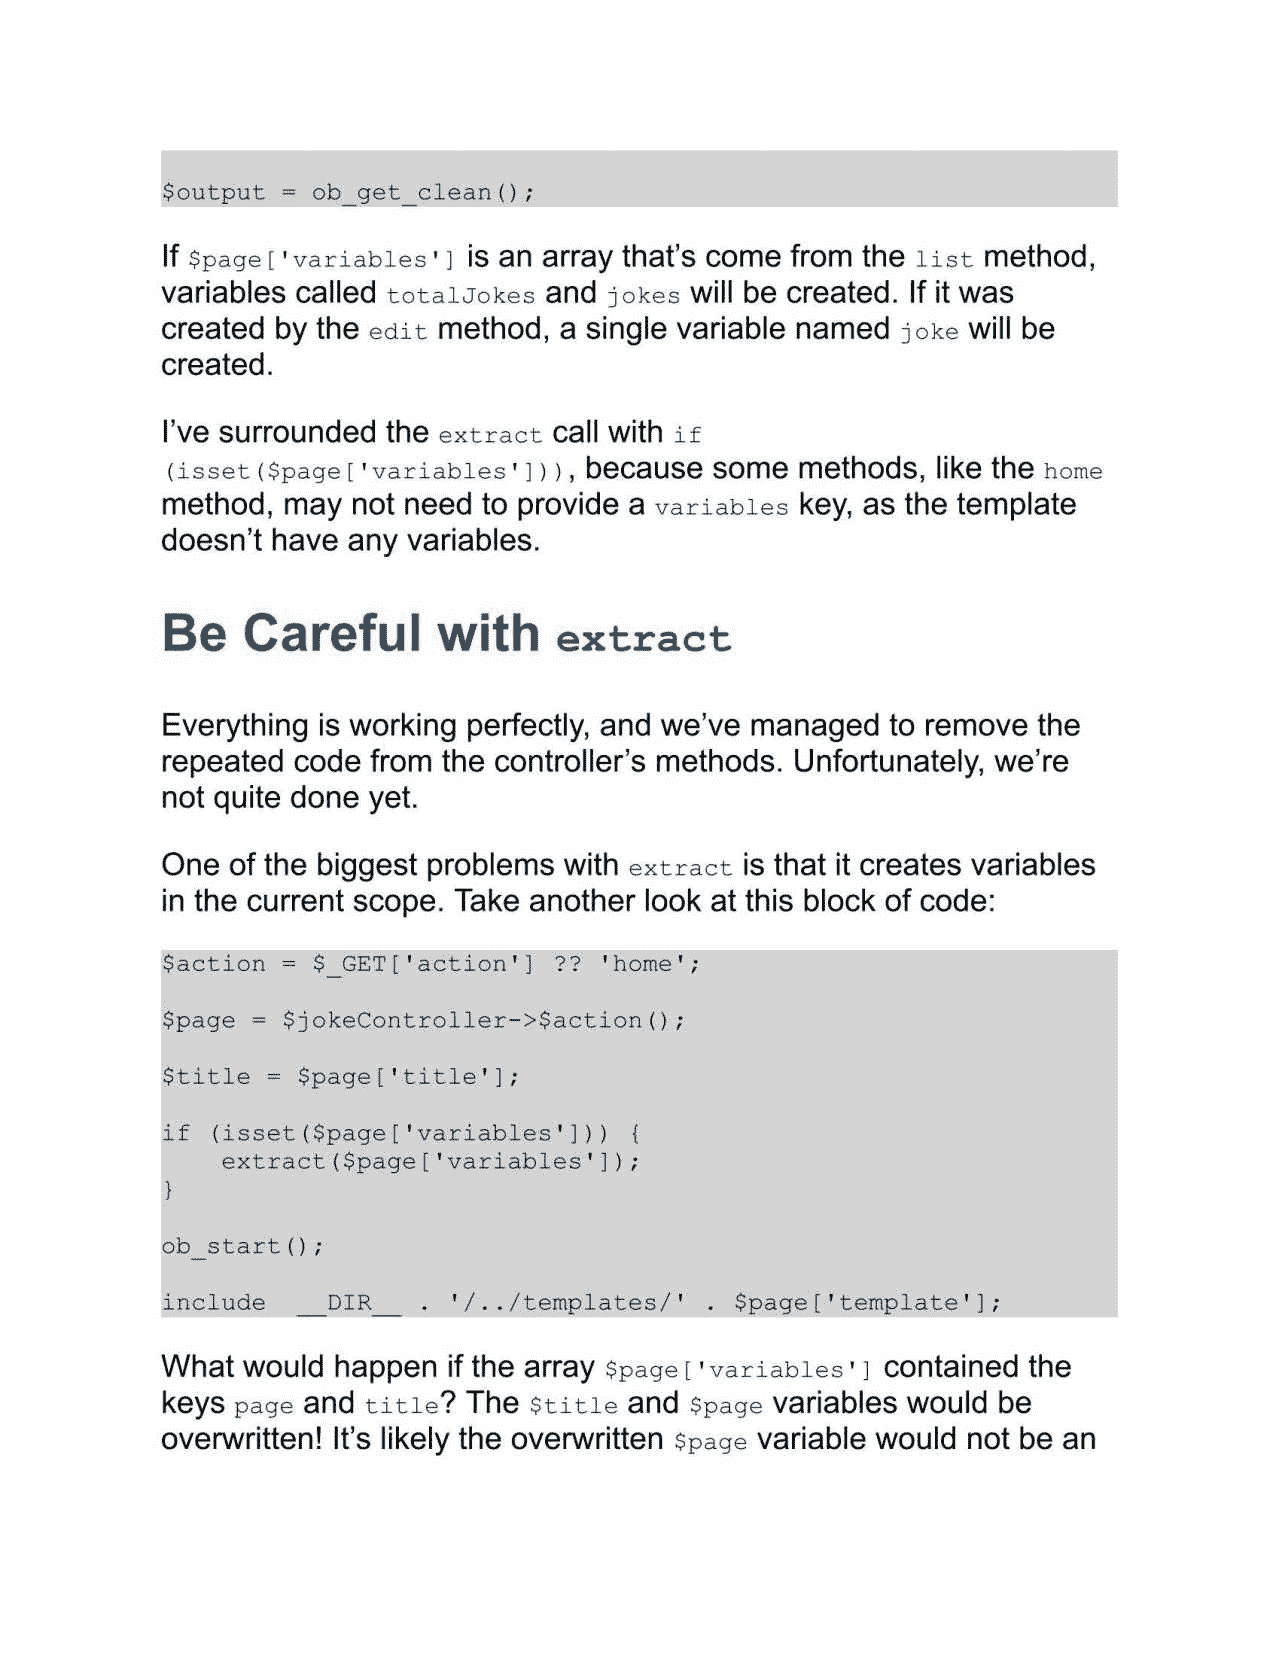 $output = ob_get_clean();
If $page['variables'] is an array that’s come from the list method,
variables called totalJokes and jokes will be created. If it was
created by the edit method, a single variable named joke will be
created.
I’ve surrounded the extract call with if
(isset($page['variables'])), because some methods, like the home
method, may not need to provide a variables key, as the template
doesn’t have any variables.
Be Careful with extract
Everything is working perfectly, and we’ve managed to remove the
repeated code from the controller’s methods. Unfortunately, we’re
not quite done yet.
One of the biggest problems with extract is that it creates variables
in the current scope. Take another look at this block of code:
$action = $_GET['action'] ?? 'home';
$page = $jokeController->$action();
$title = $page['title'];
if (isset($page['variables'])) {
    extract($page['variables']);
}
ob_start();
include  __DIR__ . '/../templates/' . $page['template'];
What would happen if the array $page['variables'] contained the
keys page and title? The $title and $page variables would be
overwritten! It’s likely the overwritten $page variable would not be an